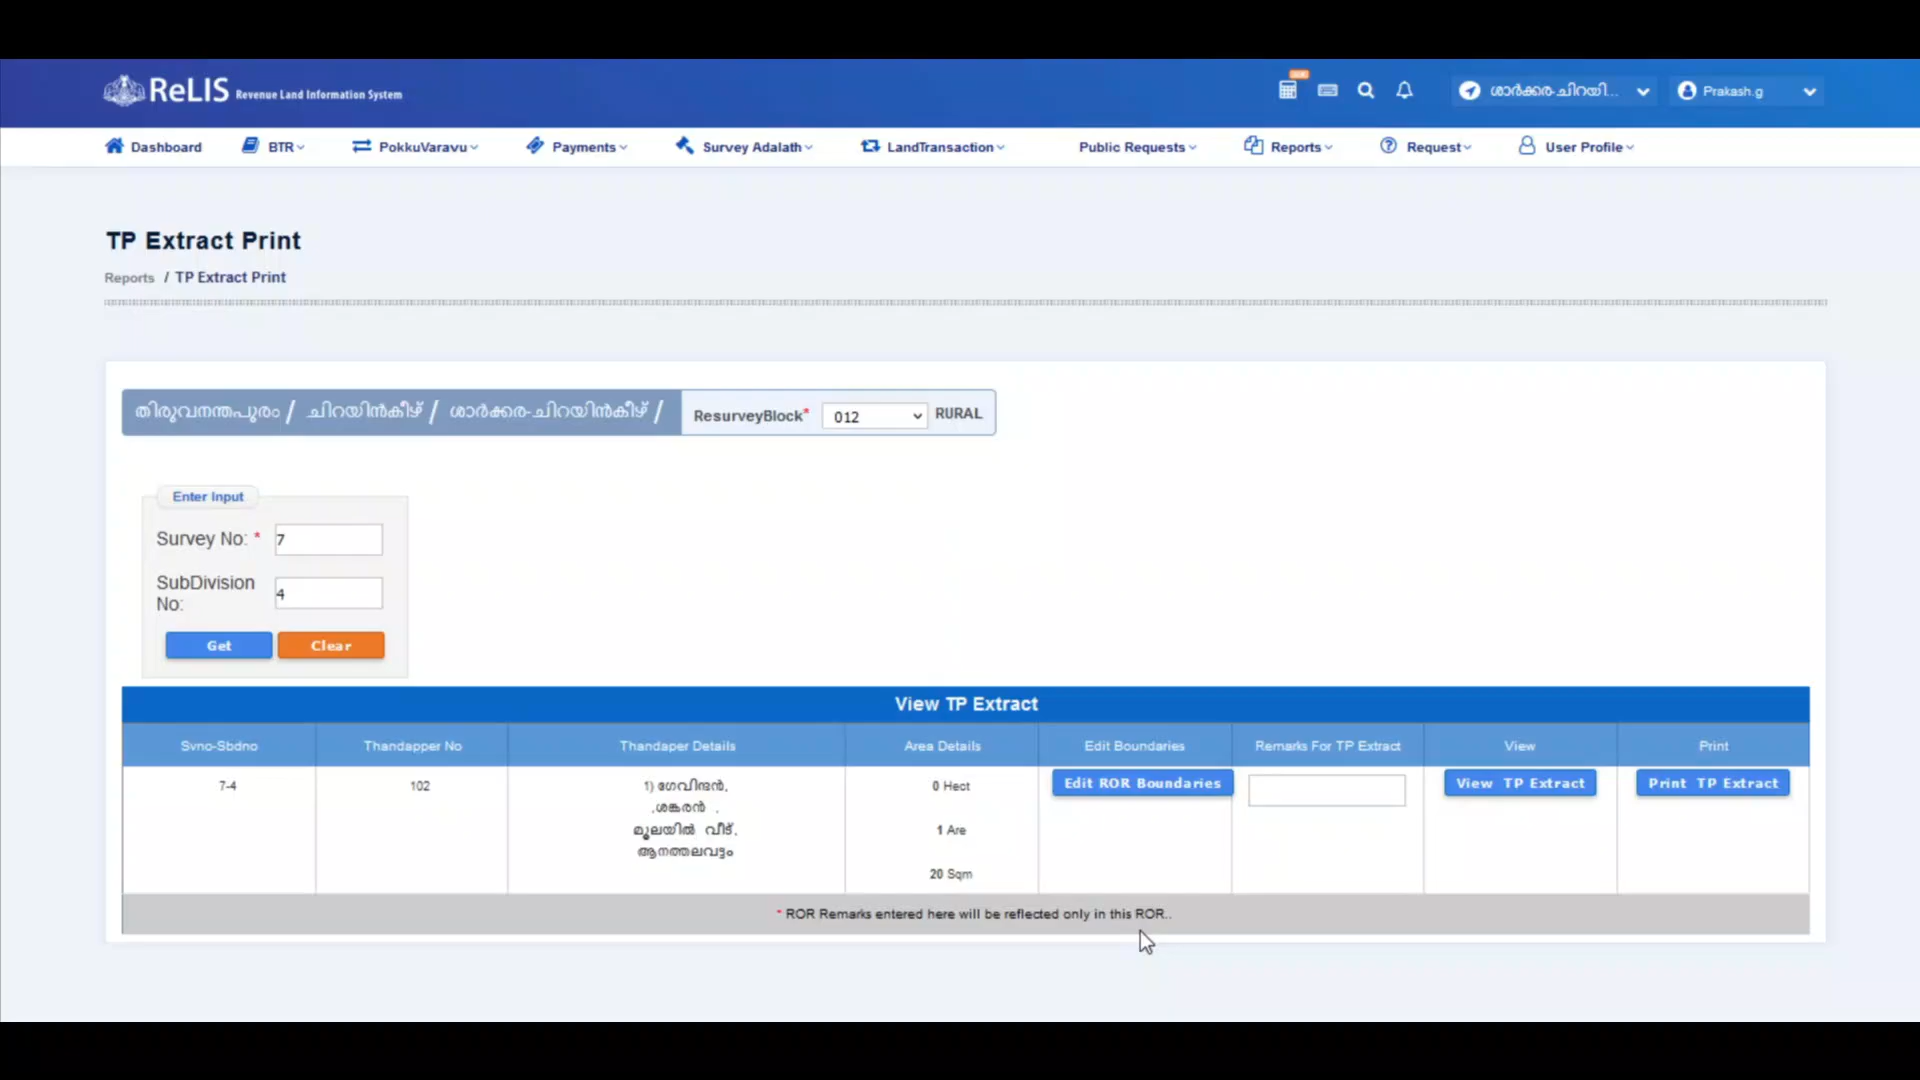 ReLIS Revenue Land Information System
ശാർക്കര-ചിറയി... Prakash.g
Dashboard BTR PokkuVaravu Payments Survey Adalath LandTransaction Public Requests Reports Request User Profile
TP Extract Print
Reports / TP Extract Print
തിരുവനന്തപുരം / ചിറയിൻകീഴ് / ശാർക്കര-ചിറയിൻകീഴ് / ResurveyBlock* 012 RURAL
Enter Input
Survey No: * 7
SubDivision No: 4
Get Clear
View TP Extract
Svno-Sbdno Thandapper No Thandaper Details Area Details Edit Boundaries Remarks For TP Extract View Print
7-4 102 1) ഗേവിന്ദൻ, 0 Hect Edit ROR Boundaries View TP Extract Print TP Extract
,ശങ്കരൻ ,
മൂലയിൽ വീട്, 1 Are
ആനത്തലവട്ടം
20 Sqm
* ROR Remarks entered here will be reflected only in this ROR..